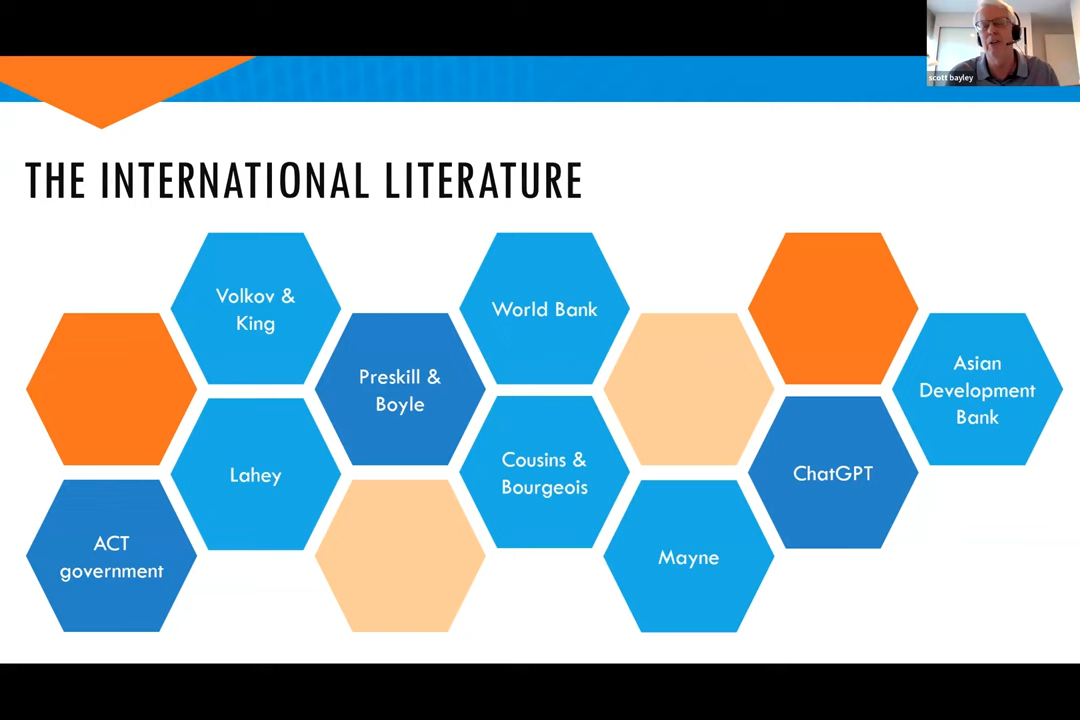 scott bayley
THE INTERNATIONAL LITERATURE
Volkov &
King
World Bank
Preskill &
Boyle
Asian
Development
Bank
Lahey
Cousins &
Bourgeois
ChatGPT
ACT
government
Mayne